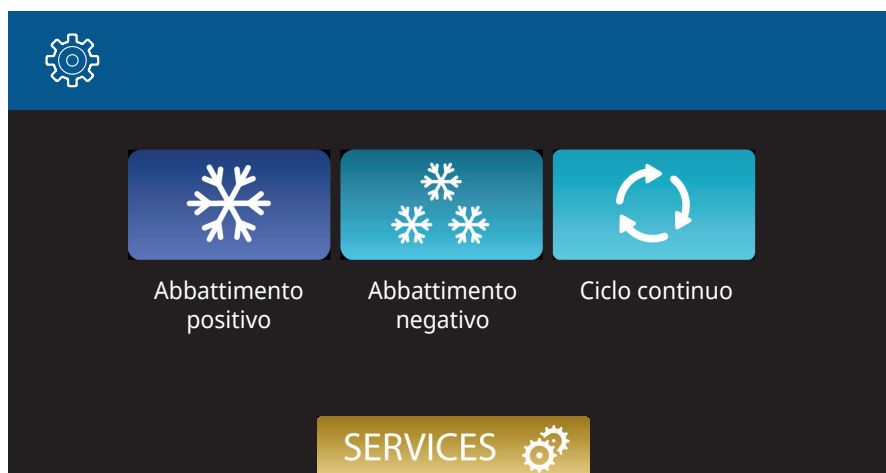 Abbattimento
positivo
Abbattimento
negativo
Ciclo continuo
SERVICES